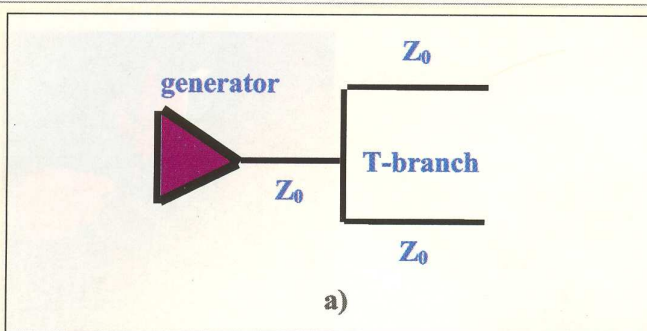 Z₀
generator
T-branch
Z₀
Z₀
a)